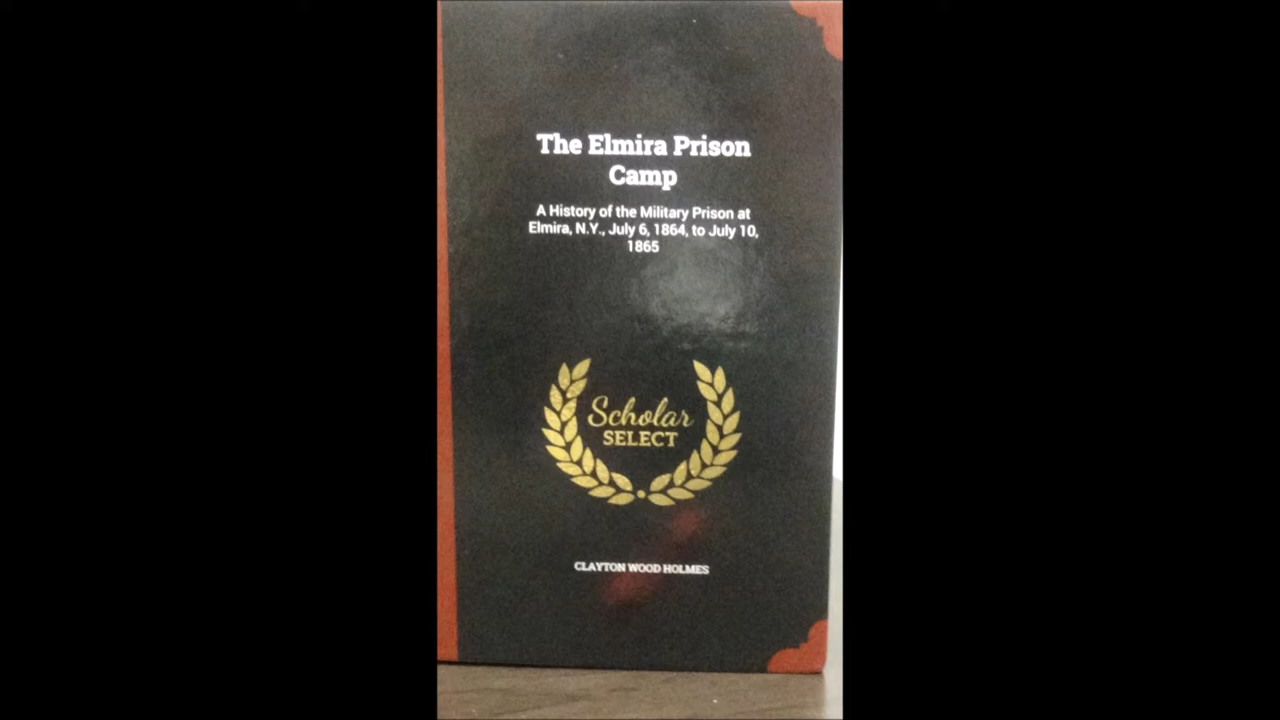 The Elmira Prison
Camp
A History of the Military Prison at
Elmira, N.Y., July 6, 1864, to July 10,
1865
Scholar
SELECT
CLAYTON WOOD HOLMES